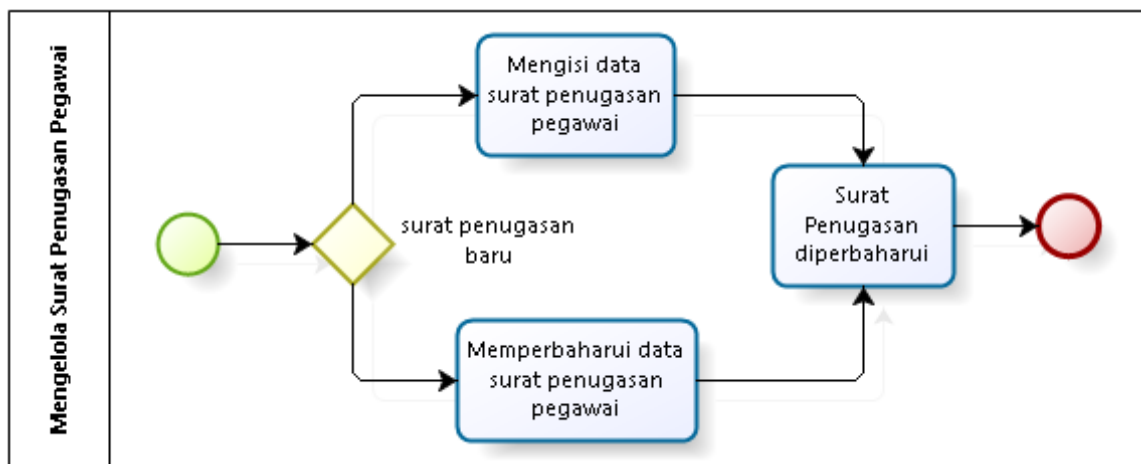 Mengelola Surat Penugasan Pegawai
Mengisi data
surat penugasan
pegawai
surat penugasan
baru
Surat
Penugasan
diperbaharui
Memperbaharui data
surat penugasan
pegawai